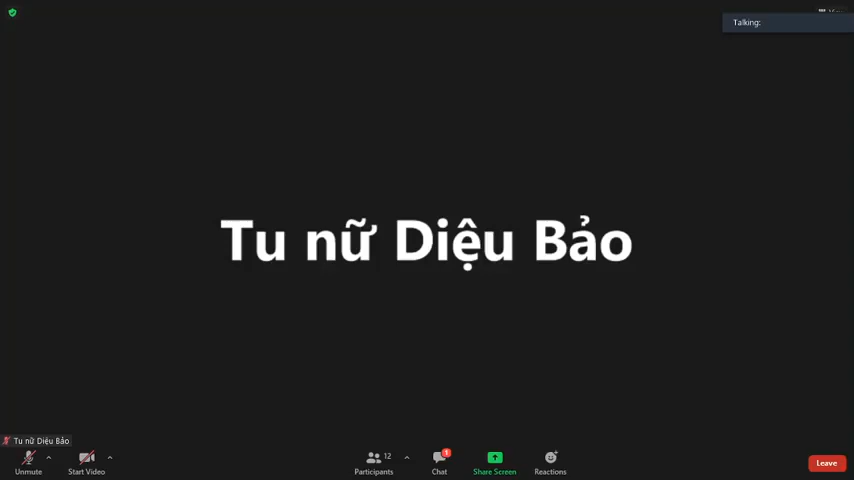 Talking:
Tu nữ Diệu Bảo
Tu nữ Diệu Bảo
Unmute
Start Video
12
Participants
1
Chat
Share Screen
Reactions
Leave